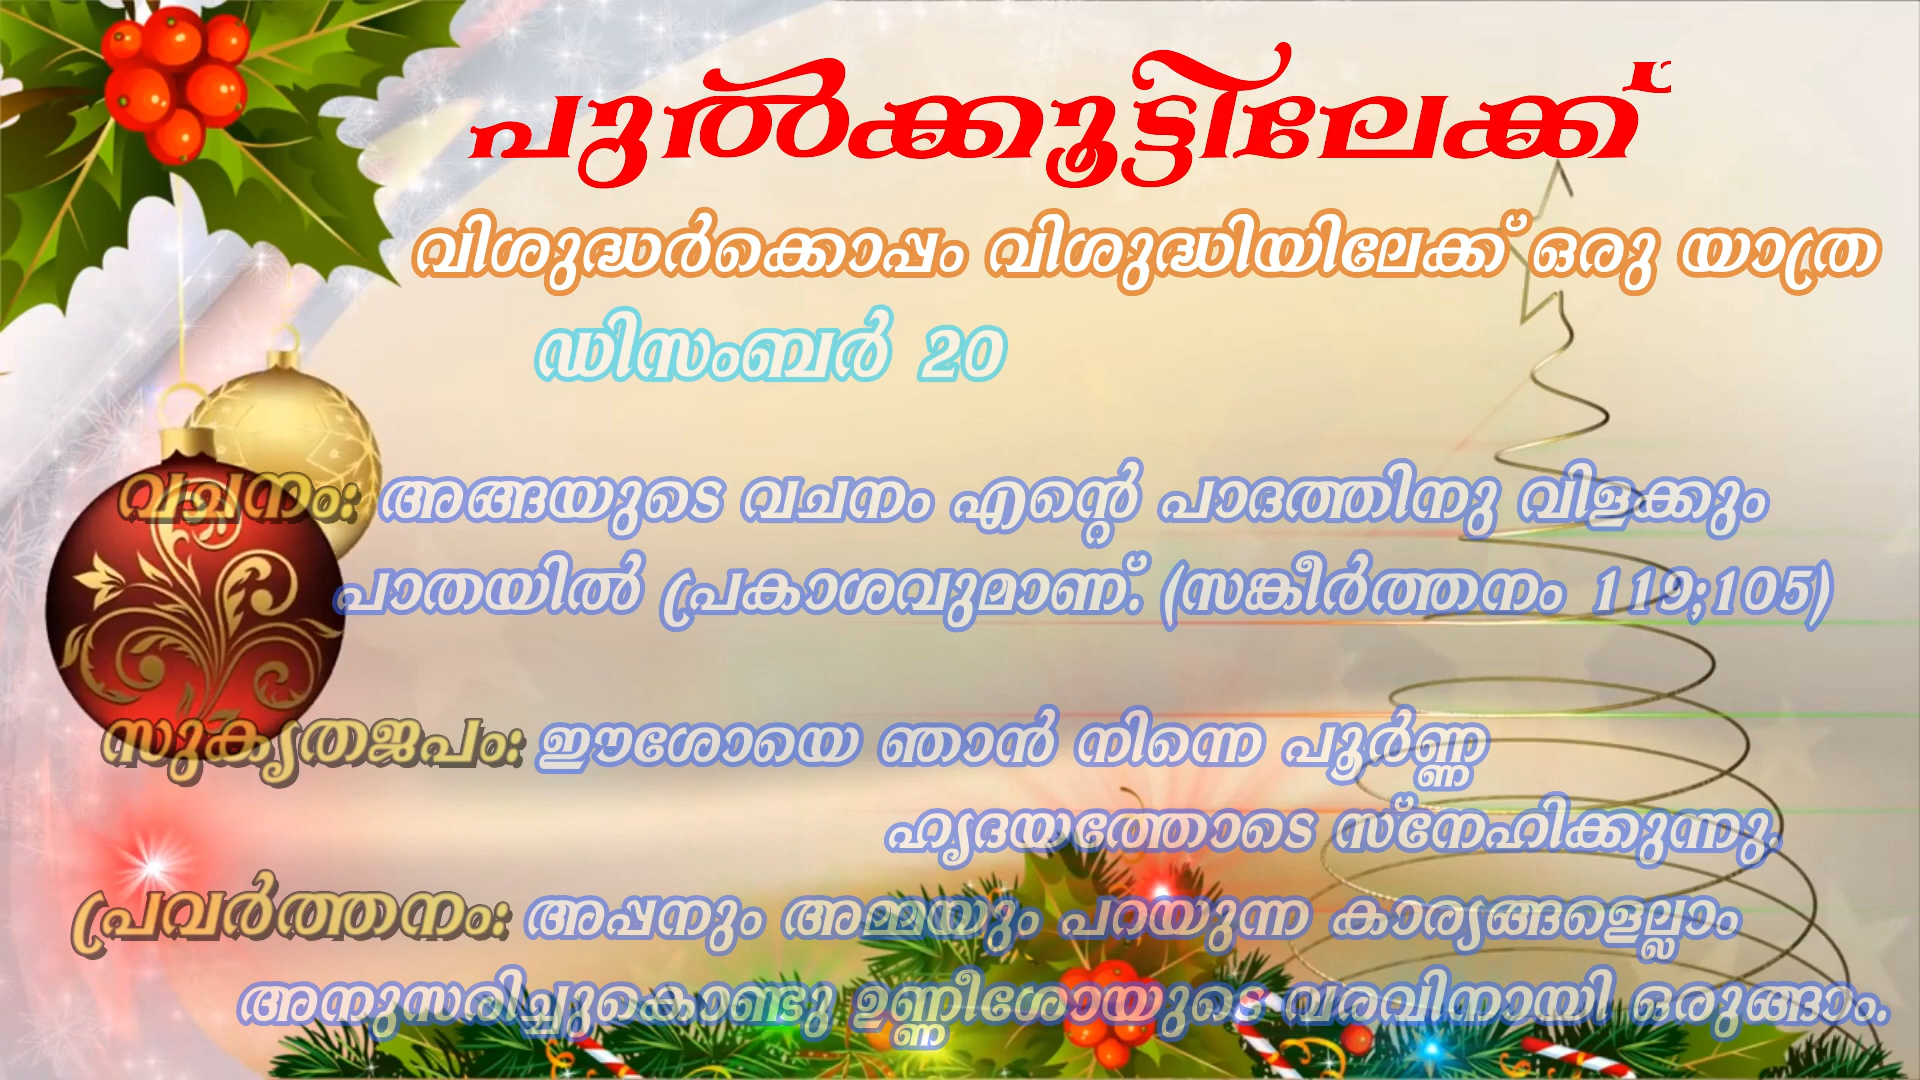 പുൽക്കൂട്ടിലേക്ക്
വിശുദ്ധർക്കൊപ്പം വിശുദ്ധിയിലേക്ക് ഒരു യാത്ര
ഡിസംബർ 20
വചനം: അങ്ങയുടെ വചനം എന്റെ പാദത്തിനു വിളക്കും
പാതയിൽ പ്രകാശവുമാണ്. (സങ്കീർത്തനം 119;105)
സുകൃതജപം: ഈശോയെ ഞാൻ നിന്നെ പൂർണ്ണ
ഹൃദയത്തോടെ സ്നേഹിക്കുന്നു.
പ്രവർത്തനം: അപ്പനും അമ്മയും പറയുന്ന കാര്യങ്ങളെല്ലാം
അനുസരിച്ചുകൊണ്ടു ഉണ്ണീശോയുടെ വരവിനായി ഒരുങ്ങാം.